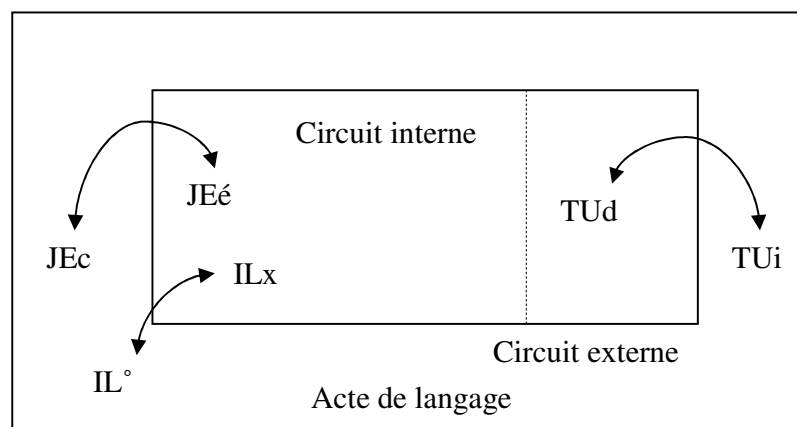 Circuit interne
JEé
TUd
JEc
TUi
ILx
Circuit externe
IL°
Acte de langage